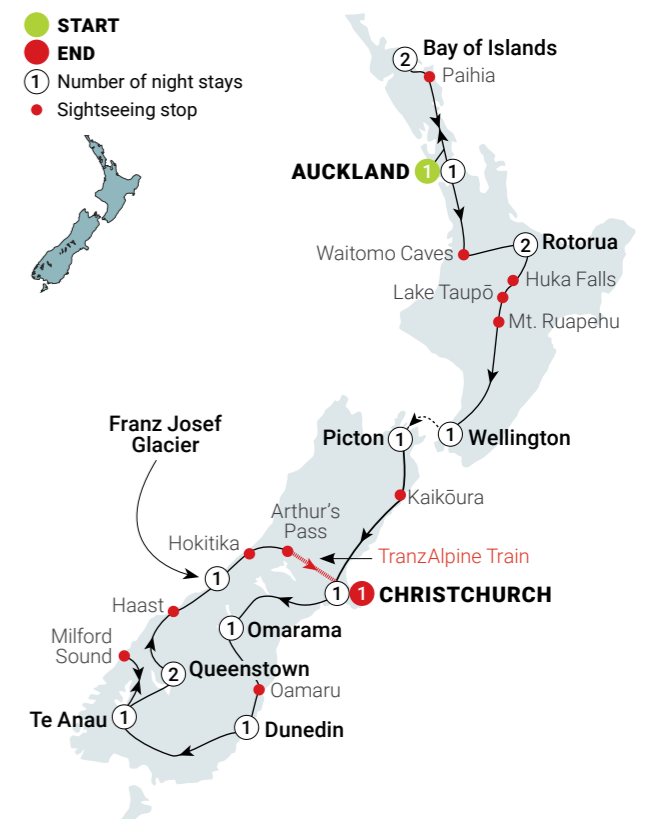 START
END
1 Number of night stays
Sightseeing stop
2 Bay of Islands
Paihia
AUCKLAND 1 1
Waitomo Caves
2 Rotorua
Huka Falls
Lake Taupō
Mt. Ruapehu
Franz Josef
Glacier
Picton 1
1 Wellington
Kaikōura
Arthur's
Pass
Hokitika
TranzAlpine Train
1
1 1 CHRISTCHURCH
Haast
1 Omarama
Milford
Sound
2 Queenstown
Oamaru
Te Anau 1
1 Dunedin